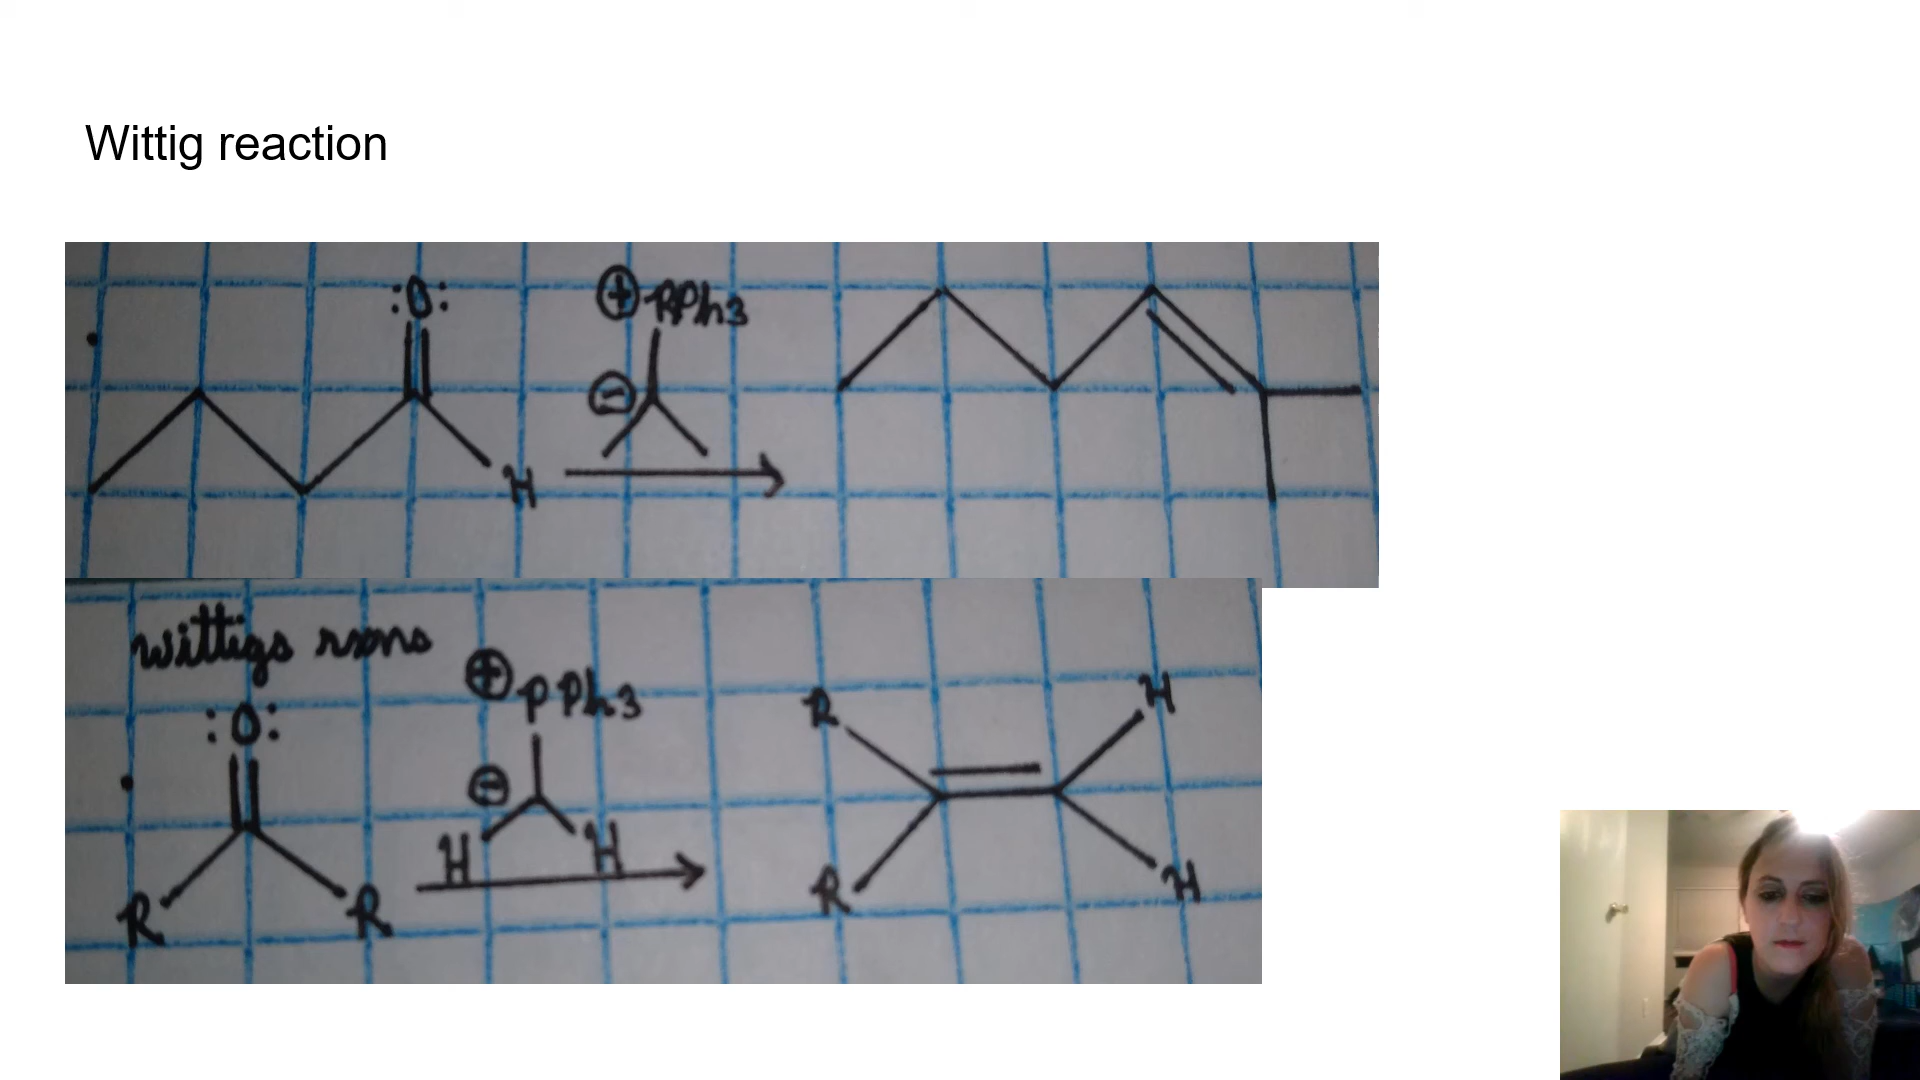 Wittig reaction
:O:
⊕ PPh3
⊖
H
wittigs rxns
⊕ PPh3
:O:
⊖
H H
R R
R H
R H